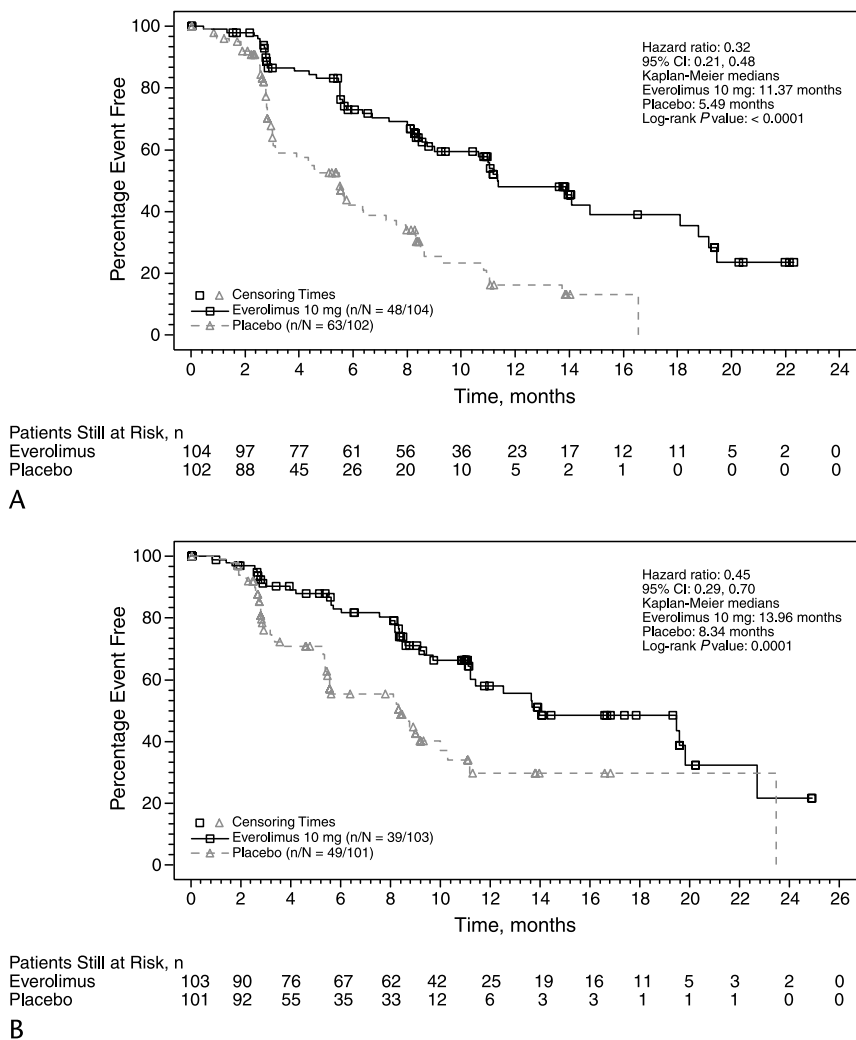 100
80
60
40
20
0
Percentage Event Free
Hazard ratio: 0.32
95% CI: 0.21, 0.48
Kaplan-Meier medians
Everolimus 10 mg: 11.37 months
Placebo: 5.49 months
Log-rank P value: < 0.0001
Censoring Times
Everolimus 10 mg (n/N = 48/104)
Placebo (n/N = 63/102)
0 2 4 6 8 10 12 14 16 18 20 22 24
Time, months
Patients Still at Risk, n
Everolimus 104 97 77 61 56 36 23 17 12 11 5 2 0
Placebo 102 88 45 26 20 10 5 2 1 0 0 0 0
A
100
80
60
40
20
0
Percentage Event Free
Hazard ratio: 0.45
95% CI: 0.29, 0.70
Kaplan-Meier medians
Everolimus 10 mg: 13.96 months
Placebo: 8.34 months
Log-rank P value: 0.0001
Censoring Times
Everolimus 10 mg (n/N = 39/103)
Placebo (n/N = 49/101)
0 2 4 6 8 10 12 14 16 18 20 22 24 26
Time, months
Patients Still at Risk, n
Everolimus 103 90 76 67 62 42 25 19 16 11 5 3 2 0
Placebo 101 92 55 35 33 12 6 3 3 1 1 1 0 0
B